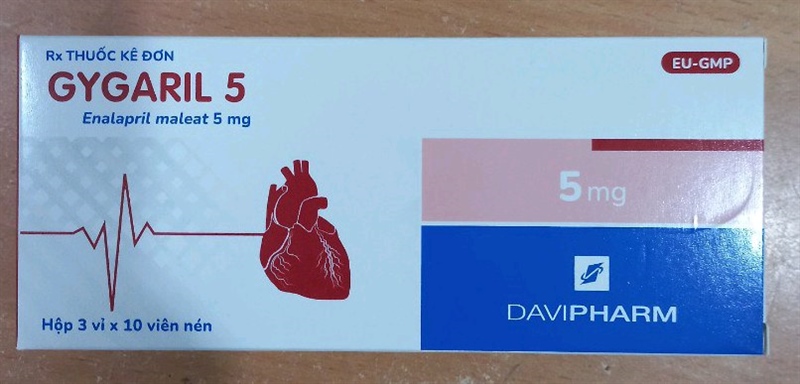 Rx THUỐC KÊ ĐƠN
EU-GMP
GYGARIL 5
Enalapril maleat 5 mg
5 mg
DAVIPHARM
Hộp 3 vỉ x 10 viên nén